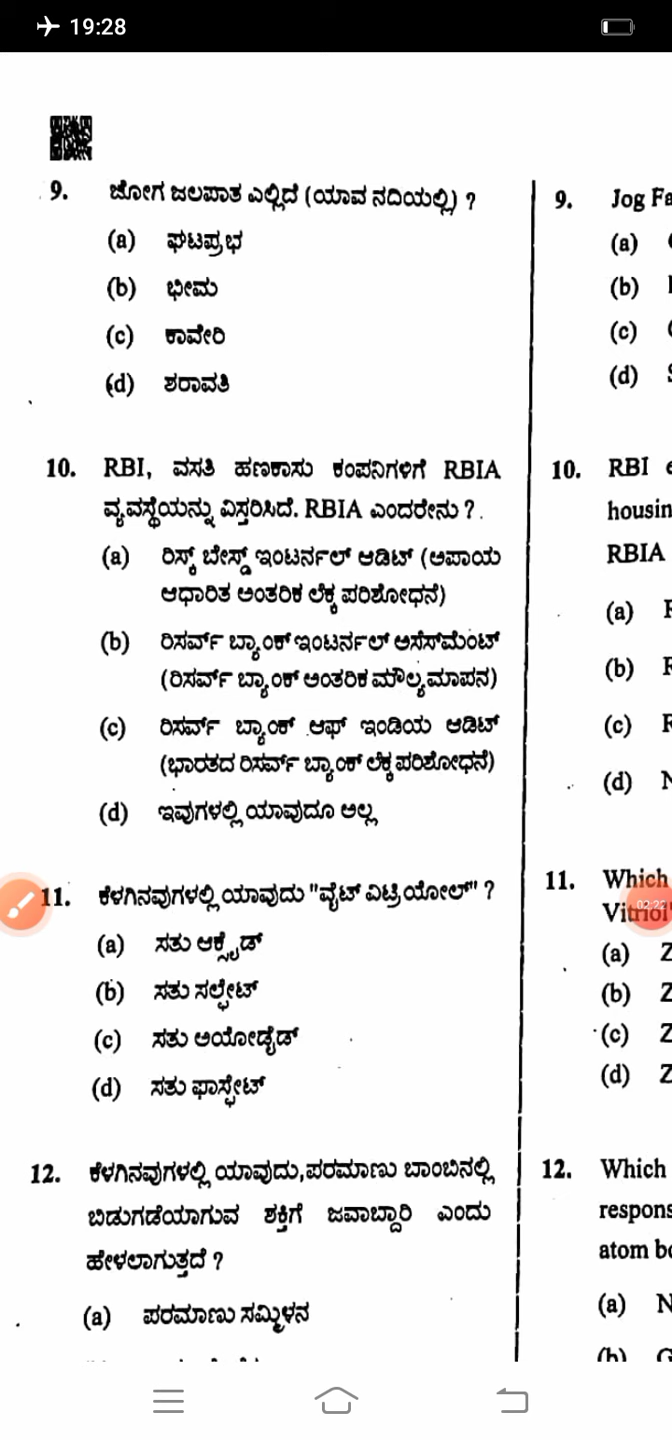 19:28
9. ಜೋಗ ಜಲಪಾತ ಎಲ್ಲಿದೆ (ಯಾವ ನದಿಯಲ್ಲಿ) ?
(a) ಘಟಪ್ರಭ
(b) ಭೀಮ
(c) ಕಾವೇರಿ
(d) ಶರಾವತಿ
10. RBI, ವಸತಿ ಹಣಕಾಸು ಕಂಪನಿಗಳಿಗೆ RBIA
ವ್ಯವಸ್ಥೆಯನ್ನು ವಿಸ್ತರಿಸಿದೆ. RBIA ಎಂದರೇನು ?
(a) ರಿಸ್ಕ್ ಬೇಸ್ಡ್ ಇಂಟರ್ನಲ್ ಆಡಿಟ್ (ಅಪಾಯ
ಆಧಾರಿತ ಅಂತರಿಕ ಲೆಕ್ಕ ಪರಿಶೋಧನೆ)
(b) ರಿಸರ್ವ್ ಬ್ಯಾಂಕ್ ಇಂಟರ್ನಲ್ ಅಸೆಸ್‌ಮೆಂಟ್
(ರಿಸರ್ವ್ ಬ್ಯಾಂಕ್ ಅಂತರಿಕ ಮೌಲ್ಯಮಾಪನ)
(c) ರಿಸರ್ವ್ ಬ್ಯಾಂಕ್ ಆಫ್ ಇಂಡಿಯ ಆಡಿಟ್
(ಭಾರತದ ರಿಸರ್ವ್ ಬ್ಯಾಂಕ್ ಲೆಕ್ಕಪರಿಶೋಧನೆ)
(d) ಇವುಗಳಲ್ಲಿ ಯಾವುದೂ ಅಲ್ಲ
11. ಕೆಳಗಿನವುಗಳಲ್ಲಿ ಯಾವುದು "ವೈಟ್ ವಿಟ್ರಿಯೋಲ್" ?
(a) ಸತು ಆಕ್ಸೈಡ್
(b) ಸತು ಸಲ್ಫೇಟ್
(c) ಸತು ಅಯೋಡೈಡ್
(d) ಸತು ಫಾಸ್ಫೇಟ್
12. ಕೆಳಗಿನವುಗಳಲ್ಲಿ ಯಾವುದು, ಪರಮಾಣು ಬಾಂಬಿನಲ್ಲಿ
ಬಿಡುಗಡೆಯಾಗುವ ಶಕ್ತಿಗೆ ಜವಾಬ್ದಾರಿ ಎಂದು
ಹೇಳಲಾಗುತ್ತದೆ ?
(a) ಪರಮಾಣು ಸಮ್ಮಿಳನ
9. Jog Fa
(a)
(b)
(c)
(d)
10. RBI
housin
RBIA
(a)
(b)
(c)
(d)
11. Which
Vitriol
02:22
(a) Z
(b) Z
(c) Z
(d) Z
12. Which
respons
atom b
(a) N
(b)